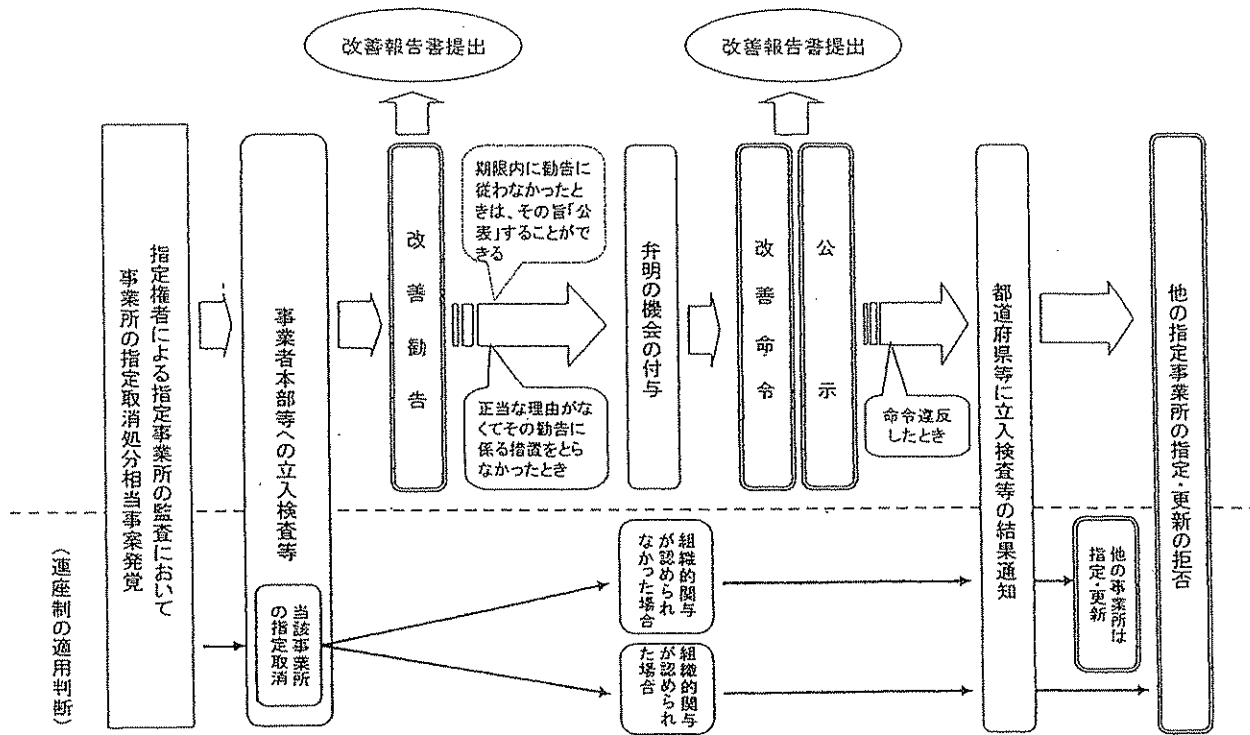 改善報告書提出
改善報告書提出
指定権者による指定事業所の監査において
事業所の指定取消処分相当事案発覚
事業者本部等への立入検査等
改善勧告
期限内に勧告に
従わなかったと
きは、その旨「公
表」することがで
きる
正当な理由がな
くてその勧告に
係る措置をとら
なかったとき
弁明の機会の付与
改善命令
公示
命令違反
したとき
都道府県等に立入検査等の結果通知
他の指定事業所の指定・更新の拒否
（連座制の適用判断）
当該事業所
の指定取消
組織的関与
が認められ
なかった場合
組織的関与
が認められ
た場合
他の事業所は
指定・更新